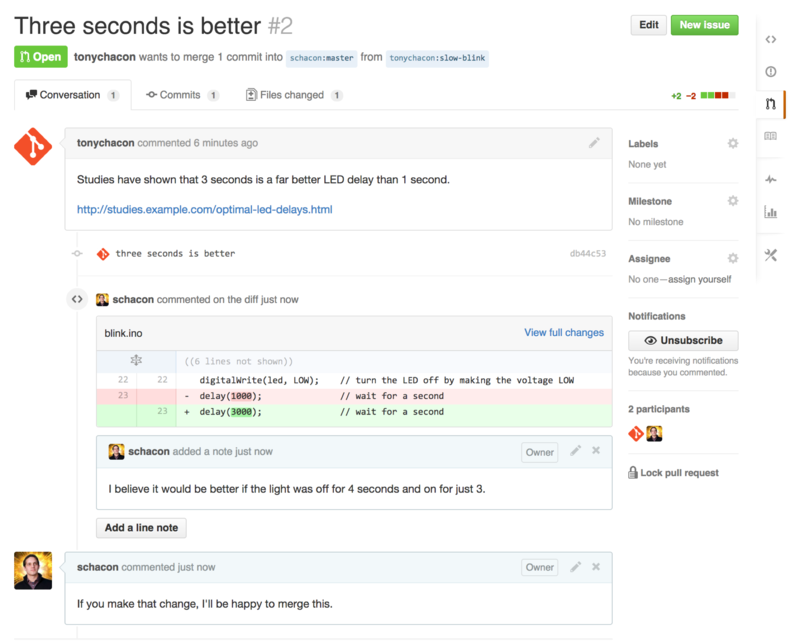 Three seconds is better #2
Edit
New Issue
Open
tonychacon wants to merge 1 commit into schacon:master from tonychacon:slow-blink
Conversation 1
Commits 1
Files changed 1
+2 −2
tonychacon commented 6 minutes ago
Studies have shown that 3 seconds is a far better LED delay than 1 second.
http://studies.example.com/optimal-led-delays.html
three seconds is better
db44c53
schacon commented on the diff just now
blink.ino
View full changes
((6 lines not shown))
22 22 digitalWrite(led, LOW); // turn the LED off by making the voltage LOW
23 - delay(1000); // wait for a second
23 + delay(3000); // wait for a second
schacon added a note just now
Owner
I believe it would be better if the light was off for 4 seconds and on for just 3.
Add a line note
schacon commented just now
Owner
If you make that change, I'll be happy to merge this.
Labels
None yet
Milestone
No milestone
Assignee
No one—assign yourself
Notifications
Unsubscribe
You're receiving notifications
because you commented.
2 participants
Lock pull request